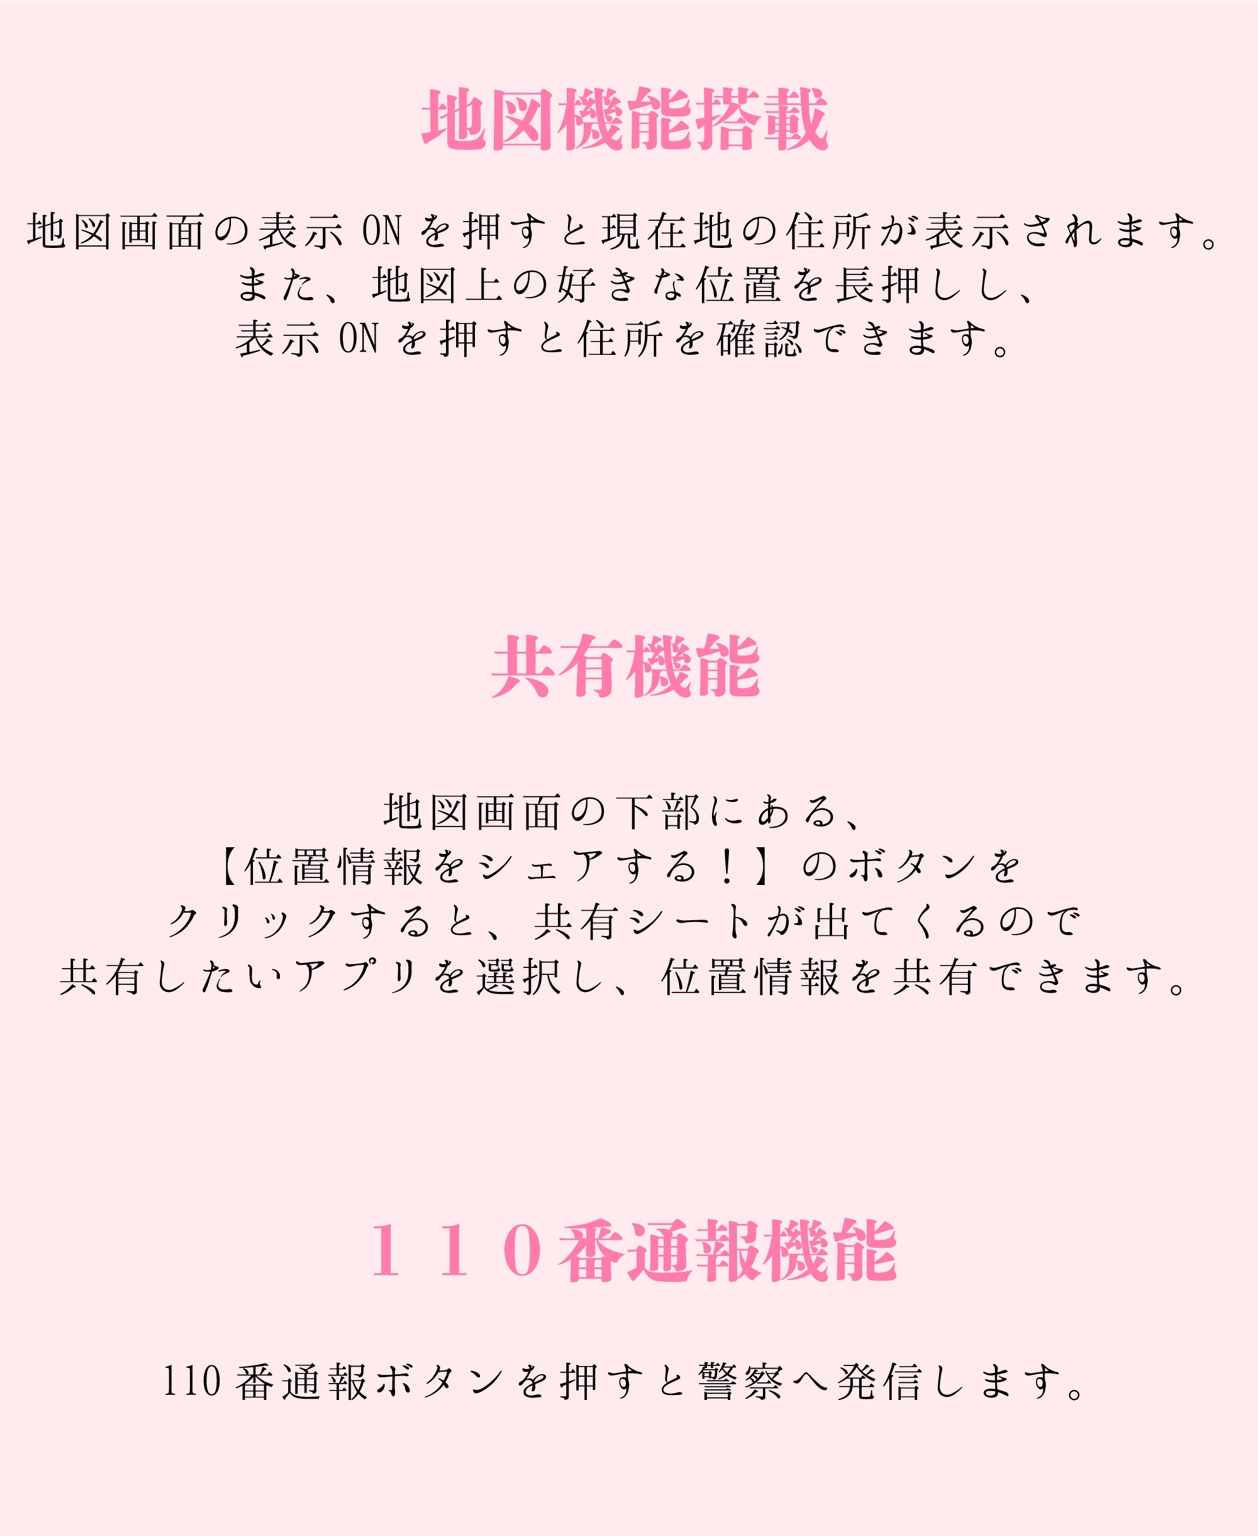 地図機能搭載
地図画面の表示 ON を押すと現在地の住所が表示されます。
また、地図上の好きな位置を長押しし、
表示 ON を押すと住所を確認できます。
共有機能
地図画面の下部にある、
【位置情報をシェアする！】のボタンを
クリックすると、共有シートが出てくるので
共有したいアプリを選択し、位置情報を共有できます。
１１０番通報機能
110 番通報ボタンを押すと警察へ発信します。